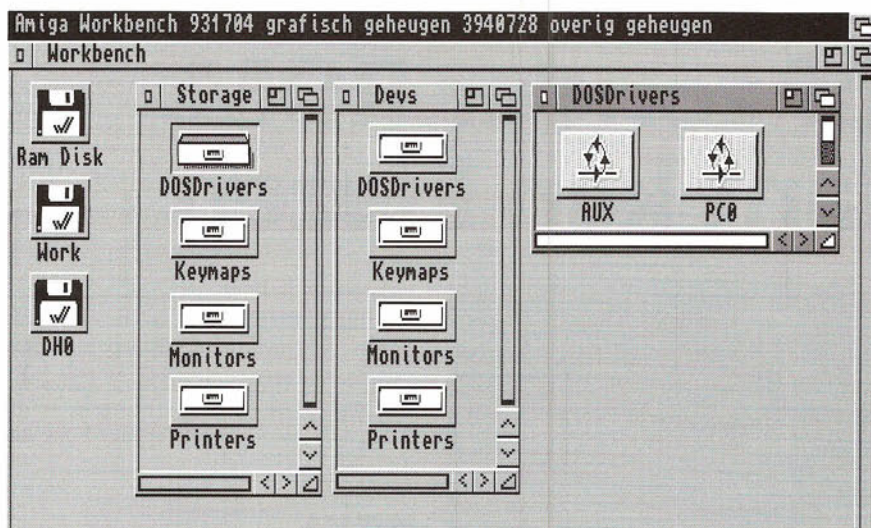 Amiga Workbench 931704 grafisch geheugen 3940728 overig geheugen
Workbench
Ram Disk
Work
DH0
Storage
DOSDrivers
Keymaps
Monitors
Printers
Devs
DOSDrivers
Keymaps
Monitors
Printers
DOSDrivers
AUX
PC0